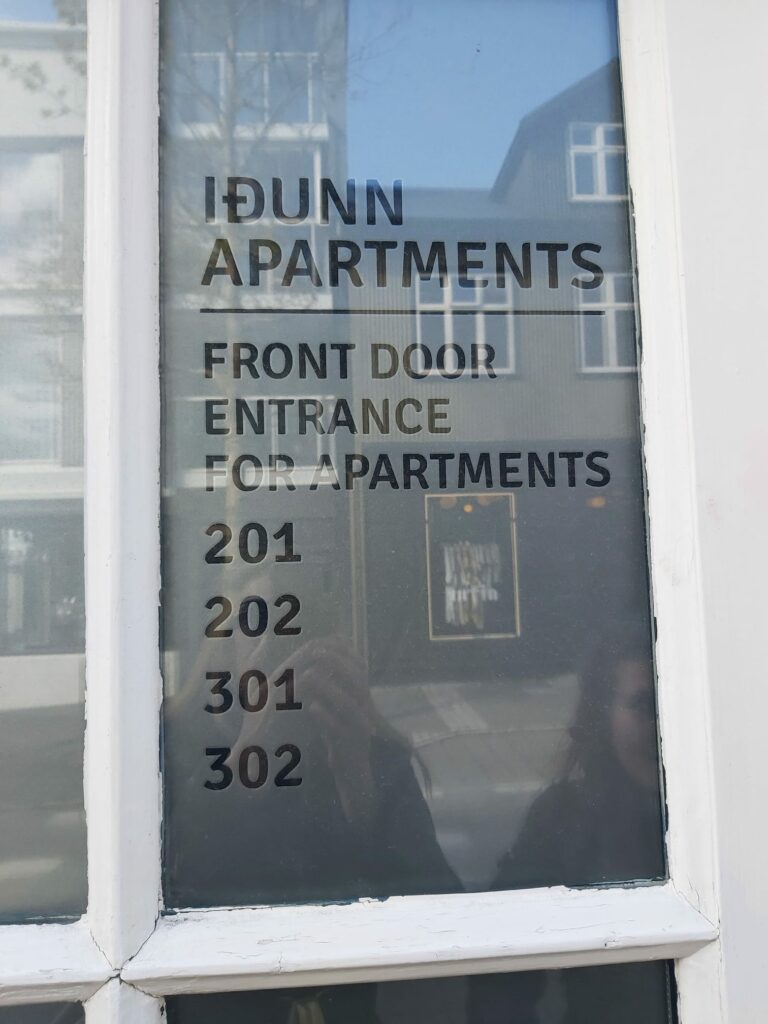 IÐUNN
APARTMENTS
FRONT DOOR
ENTRANCE
FOR APARTMENTS
201
202
301
302